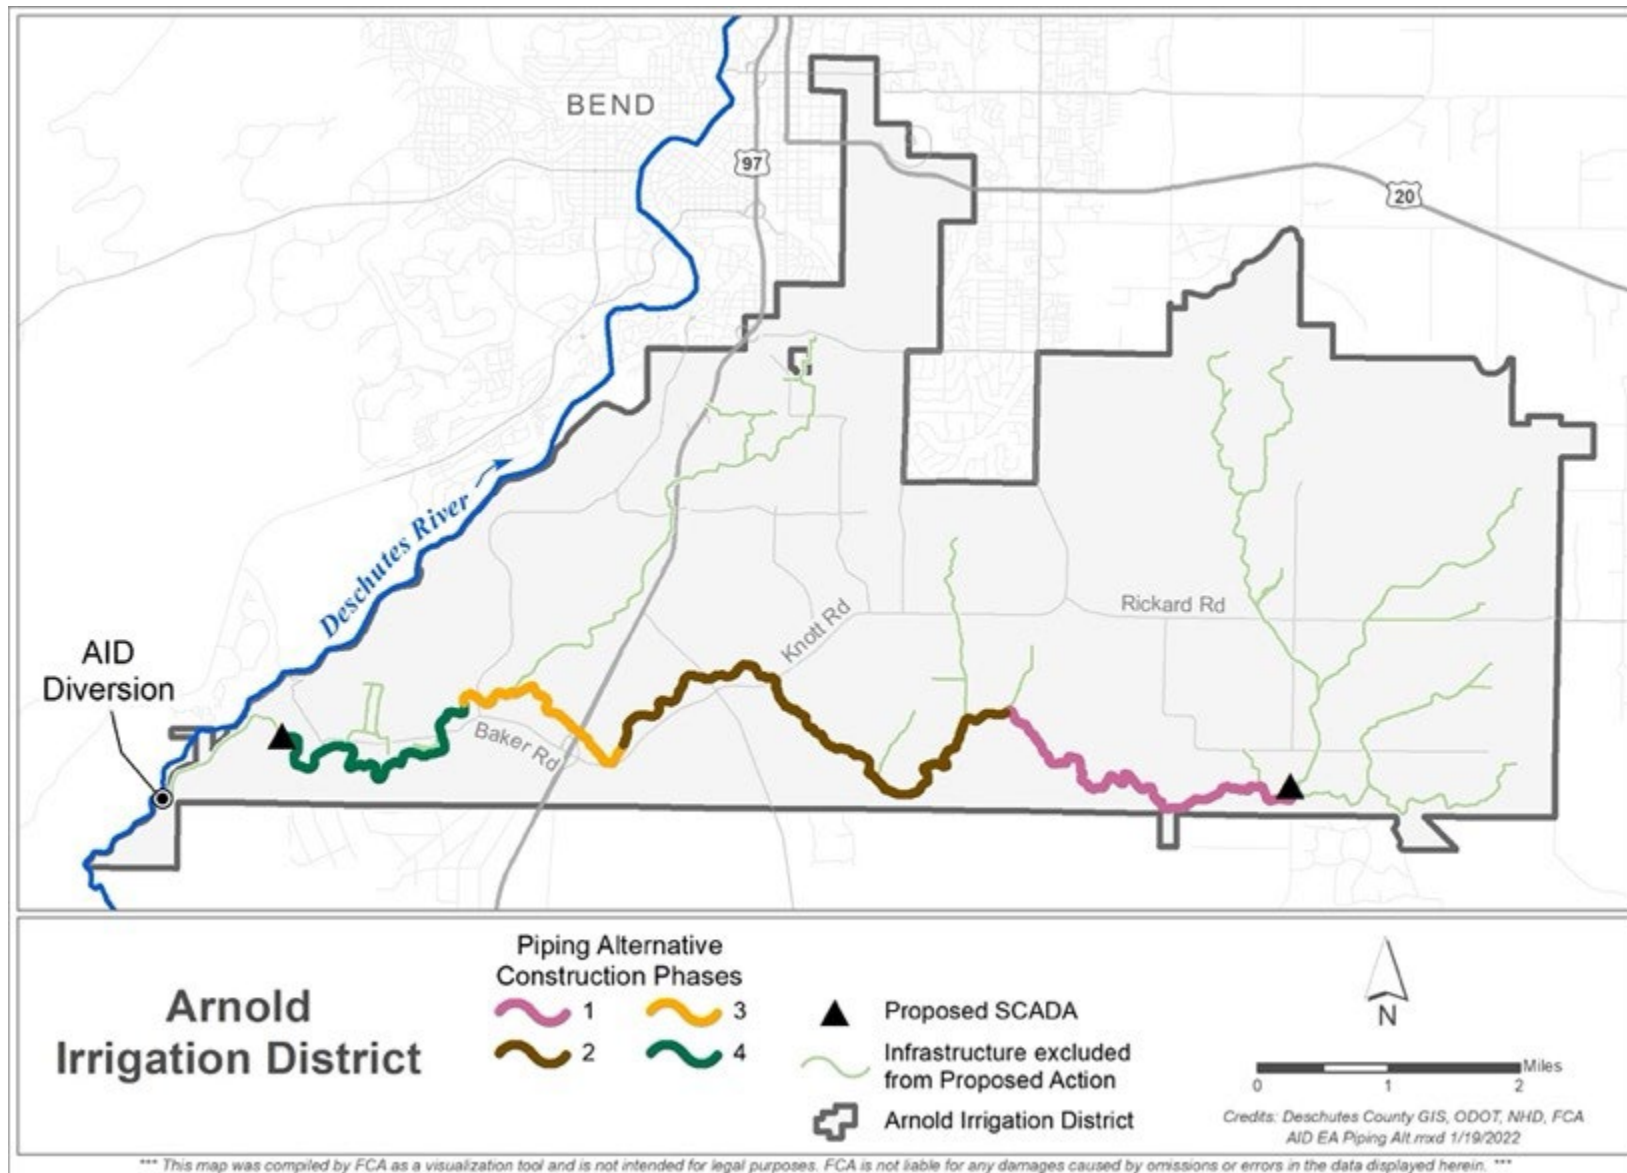 BEND
97
20
Deschutes River
Rickard Rd
Knott Rd
AID
Diversion
Baker Rd
Arnold
Irrigation District
Piping Alternative
Construction Phases
1
3
2
4
Proposed SCADA
Infrastructure excluded
from Proposed Action
Arnold Irrigation District
N
Miles
0 1 2
Credits: Deschutes County GIS, ODOT, NHD, FCA
AID EA Piping Alt.mxd 1/19/2022
*** This map was compiled by FCA as a visualization tool and is not intended for legal purposes. FCA is not liable for any damages caused by omissions or errors in the data displayed herein. ***